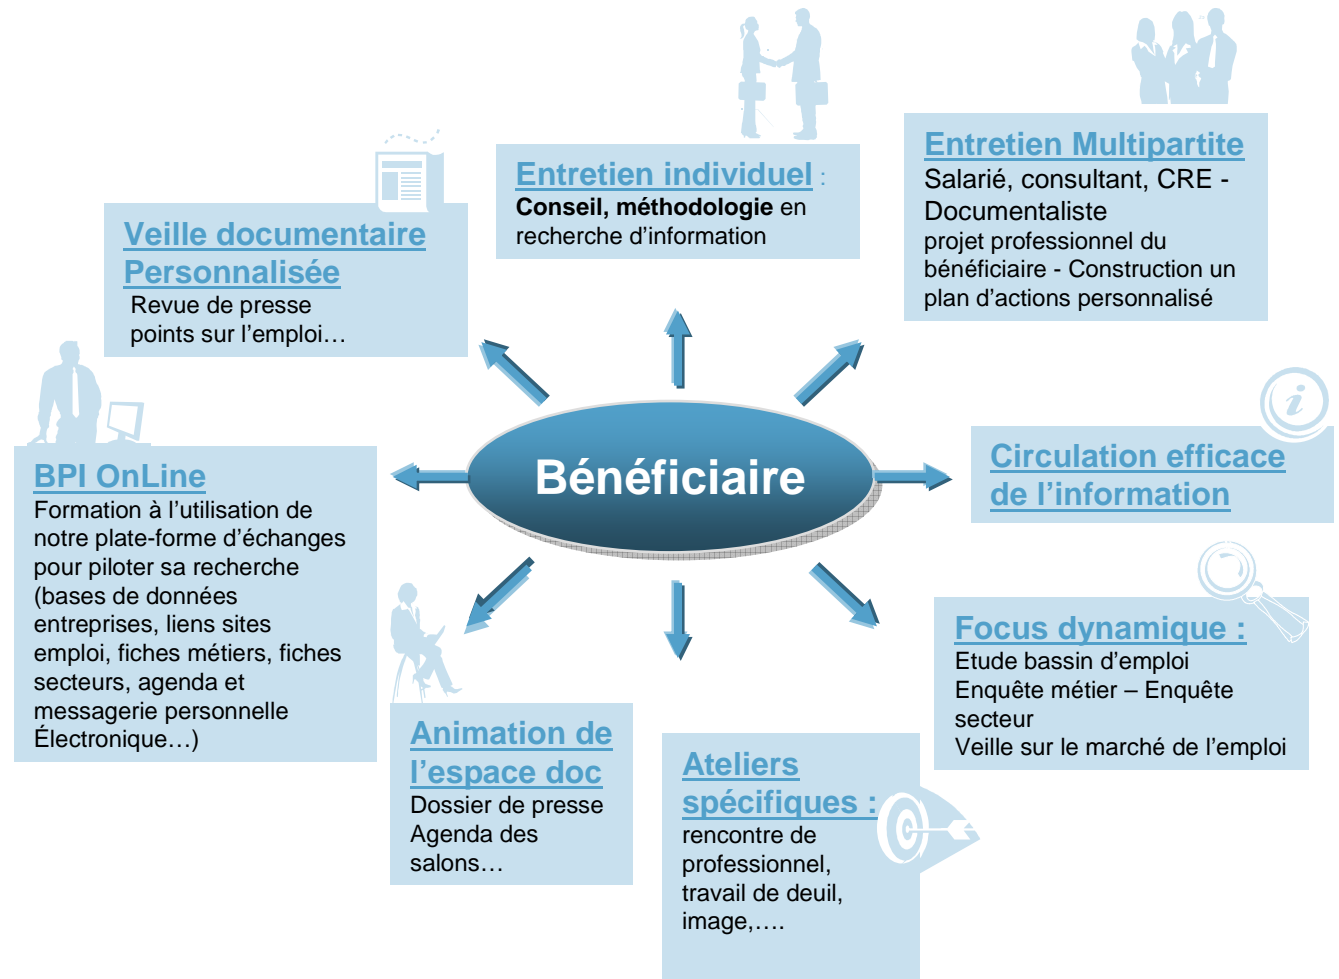 Entretien individuel :
Conseil, méthodologie en
recherche d’information
Entretien Multipartite
Salarié, consultant, CRE -
Documentaliste
projet professionnel du
bénéficiaire - Construction un
plan d’actions personnalisé
Veille documentaire
Personnalisée
Revue de presse
points sur l’emploi…
Bénéficiaire
Circulation efficace
de l’information
BPI OnLine
Formation à l’utilisation de
notre plate-forme d’échanges
pour piloter sa recherche
(bases de données
entreprises, liens sites
emploi, fiches métiers, fiches
secteurs, agenda et
messagerie personnelle
Électronique…)
Focus dynamique :
Etude bassin d’emploi
Enquête métier – Enquête
secteur
Veille sur le marché de l’emploi
Animation de
l’espace doc
Dossier de presse
Agenda des
salons…
Ateliers
spécifiques :
rencontre de
professionnel,
travail de deuil,
image,….